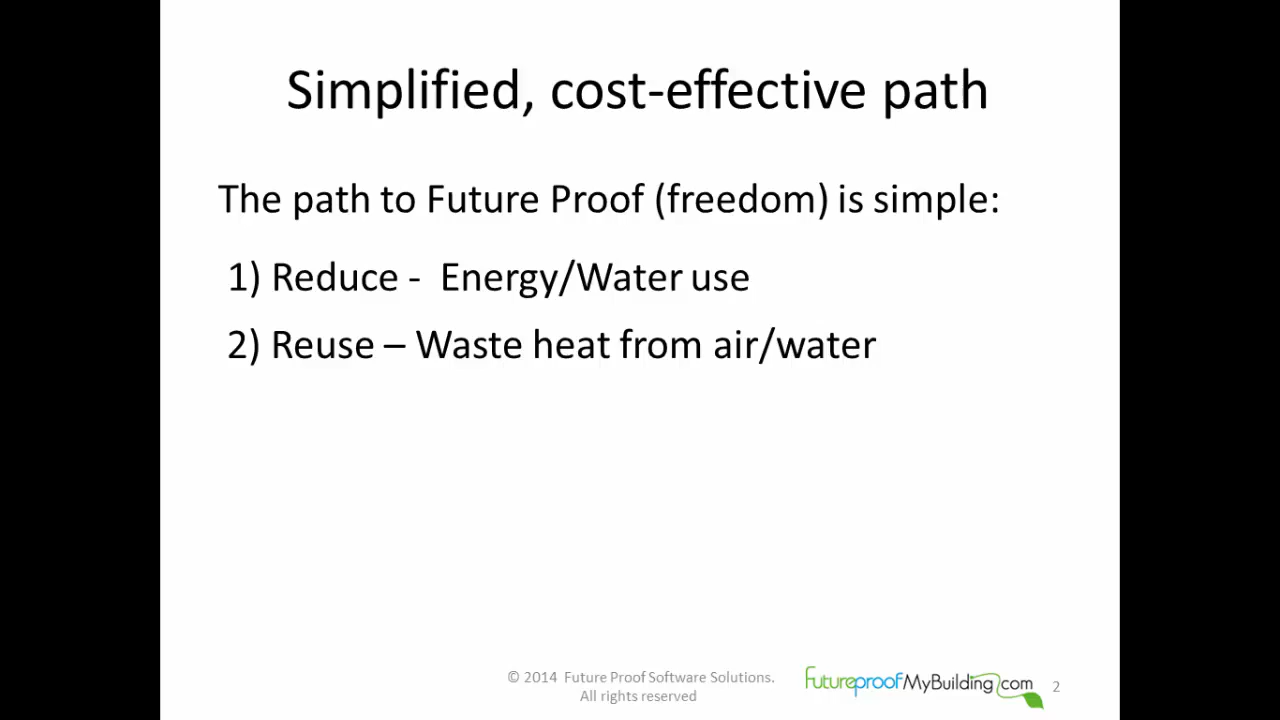 Simplified, cost-effective path
The path to Future Proof (freedom) is simple:
1) Reduce - Energy/Water use
2) Reuse – Waste heat from air/water
© 2014 Future Proof Software Solutions.
All rights reserved
futureproofMyBuilding.com
2